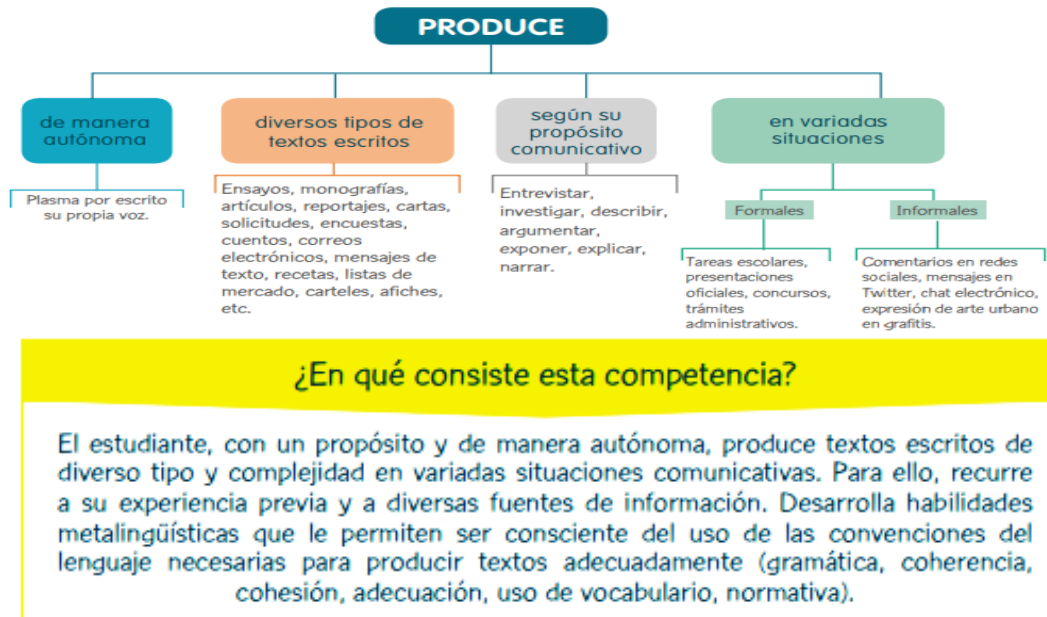 PRODUCE
de manera
autónoma
Plasma por escrito
su propia voz.
diversos tipos de
textos escritos
Ensayos, monografías,
artículos, reportajes, cartas,
solicitudes, encuestas,
cuentos, correos
electrónicos, mensajes de
texto, recetas, listas de
mercado, carteles, afiches,
etc.
según su
propósito
comunicativo
Entrevistar,
investigar, describir,
argumentar,
exponer, explicar,
narrar.
en variadas
situaciones
Formales
Tareas escolares,
presentaciones
oficiales, concursos,
trámites
administrativos.
Informales
Comentarios en redes
sociales, mensajes en
Twitter, chat electrónico,
expresión de arte urbano
en grafitis.
¿En qué consiste esta competencia?
El estudiante, con un propósito y de manera autónoma, produce textos escritos de
diverso tipo y complejidad en variadas situaciones comunicativas. Para ello, recurre
a su experiencia previa y a diversas fuentes de información. Desarrolla habilidades
metalingüísticas que le permiten ser consciente del uso de las convenciones del
lenguaje necesarias para producir textos adecuadamente (gramática, coherencia,
cohesión, adecuación, uso de vocabulario, normativa).